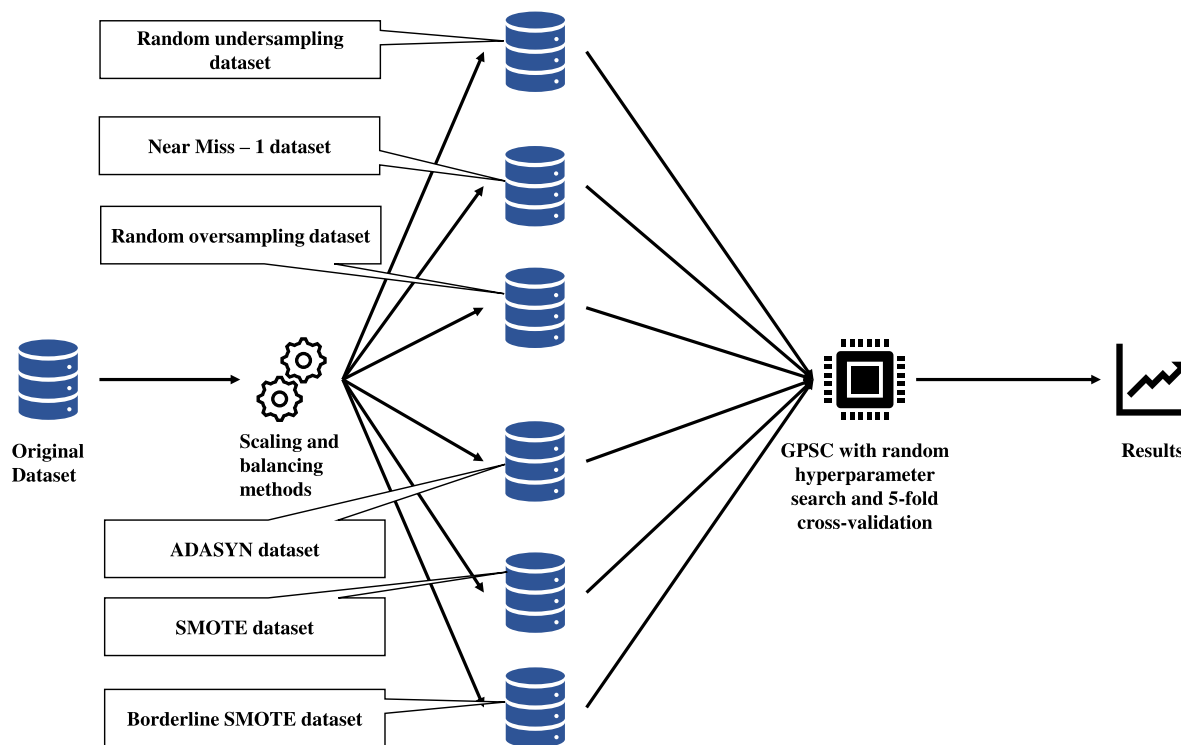 Random undersampling
dataset
Near Miss – 1 dataset
Random oversampling dataset
Original
Dataset
Scaling and
balancing
methods
GPSC with random
hyperparameter
search and 5-fold
cross-validation
Results
ADASYN dataset
SMOTE dataset
Borderline SMOTE dataset